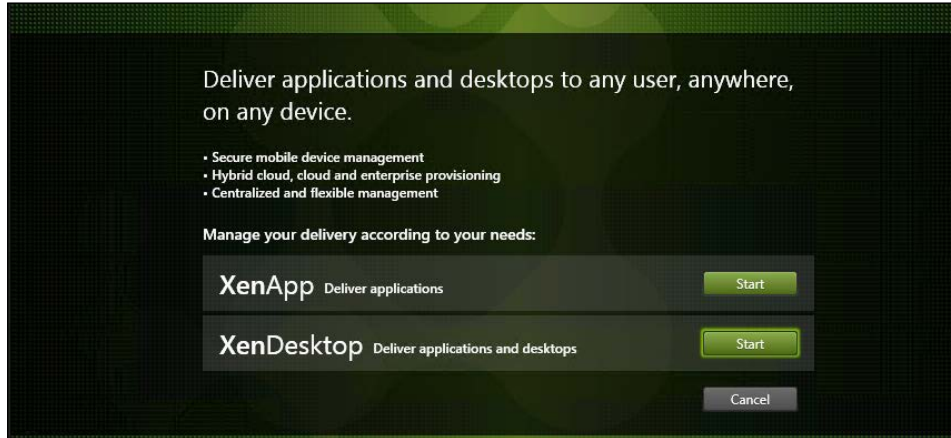 Deliver applications and desktops to any user, anywhere,
on any device.
▪ Secure mobile device management
▪ Hybrid cloud, cloud and enterprise provisioning
▪ Centralized and flexible management
Manage your delivery according to your needs:
XenApp Deliver applications Start
XenDesktop Deliver applications and desktops Start
Cancel